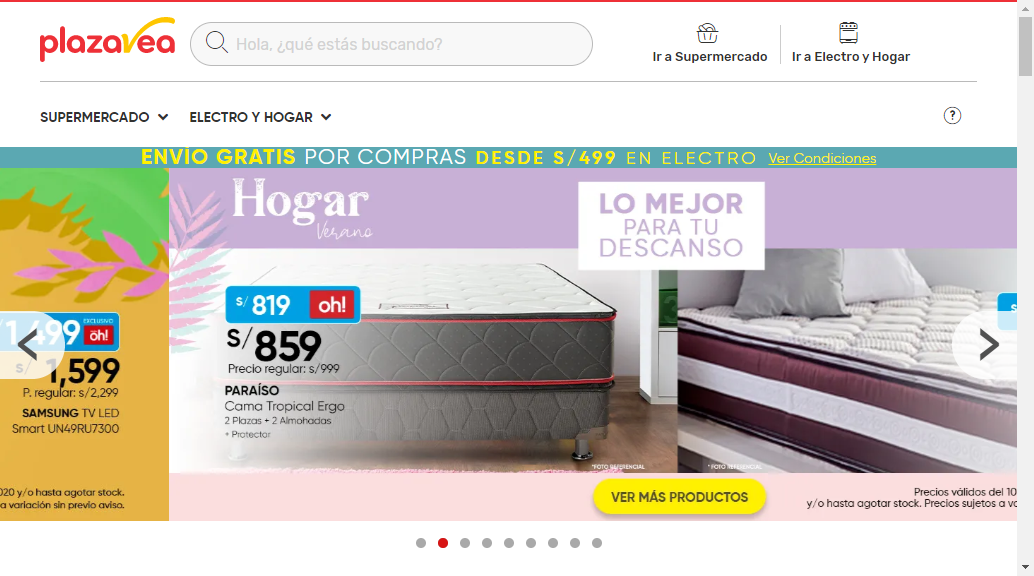 plazavea
Hola, ¿qué estás buscando?
Ir a Supermercado
Ir a Electro y Hogar
SUPERMERCADO
ELECTRO Y HOGAR
?
ENVÍO GRATIS POR COMPRAS DESDE S/499 EN ELECTRO Ver Condiciones
Hogar
Verano
LO MEJOR
PARA TU
DESCANSO
EXCLUSIVO
oh!
S/ 1,599
P. regular: s/2,299
SAMSUNG TV LED
Smart UN49RU7300
020 y/o hasta agotar stock.
a variación sin previo aviso.
S/ 819 oh!
S/ 859
Precio regular: s/999
PARAÍSO
Cama Tropical Ergo
2 Plazas + 2 Almohadas
+ Protector
*FOTO REFERENCIAL
*FOTO REFERENCIAL
S/
VER MÁS PRODUCTOS
Precios válidos del 10
y/o hasta agotar stock. Precios sujetos a va